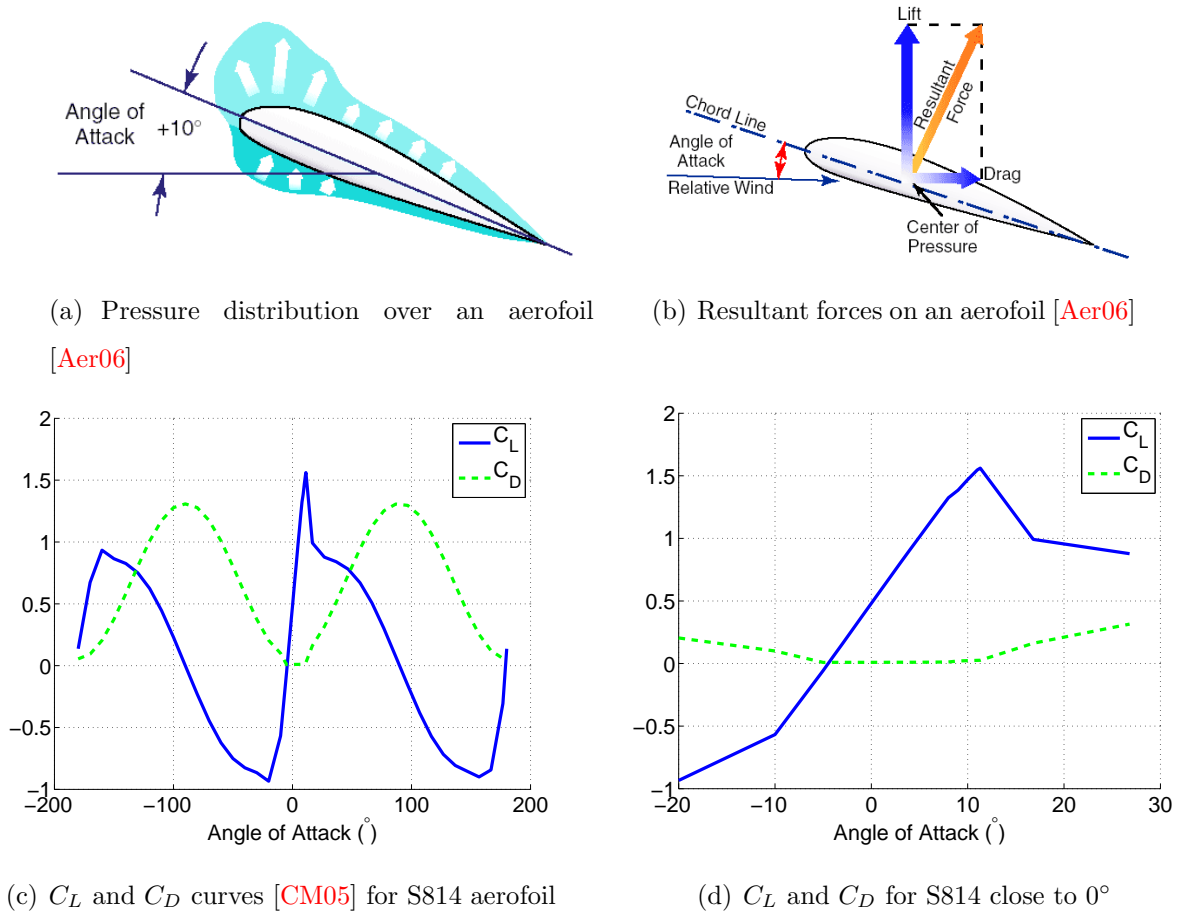 Angle of
Attack
+10°
Lift
Resultant
Force
Chord Line
Angle of
Attack
Relative Wind
Drag
Center of
Pressure
(a) Pressure distribution over an aerofoil
[Aer06]
(b) Resultant forces on an aerofoil [Aer06]
2
1.5
1
0.5
0
−0.5
−1
−200
−100
0
100
200
Angle of Attack (°)
C_L
C_D
2
1.5
1
0.5
0
−0.5
−1
−20
−10
0
10
20
30
Angle of Attack (°)
C_L
C_D
(c) C_L and C_D curves [CM05] for S814 aerofoil
(d) C_L and C_D for S814 close to 0°